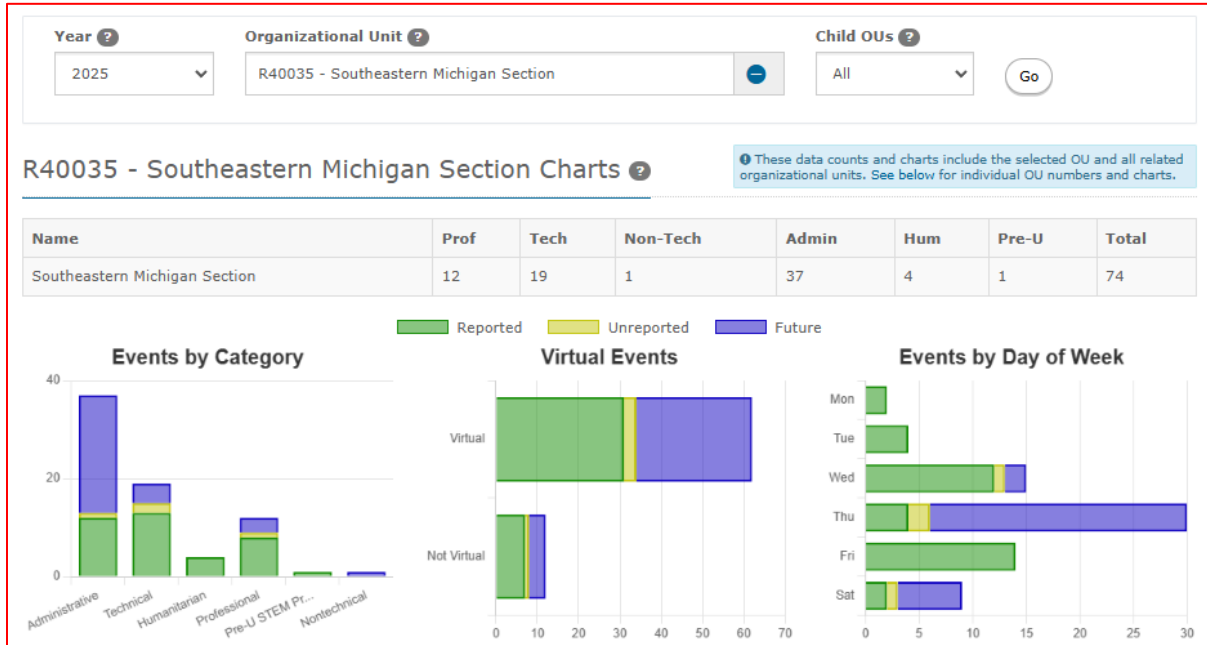 Year ? Organizational Unit ? Child OUs ?
2025 R40035 - Southeastern Michigan Section All Go
R40035 - Southeastern Michigan Section Charts ?
These data counts and charts include the selected OU and all related
organizational units. See below for individual OU numbers and charts.
Name Prof Tech Non-Tech Admin Hum Pre-U Total
Southeastern Michigan Section 12 19 1 37 4 1 74
Reported Unreported Future
Events by Category
40
20
0
Administrative
Technical
Humanitarian
Professional
Pre-U STEM Pr...
Nontechnical
Virtual Events
Virtual
Not Virtual
0 10 20 30 40 50 60 70
Events by Day of Week
Mon
Tue
Wed
Thu
Fri
Sat
0 5 10 15 20 25 30